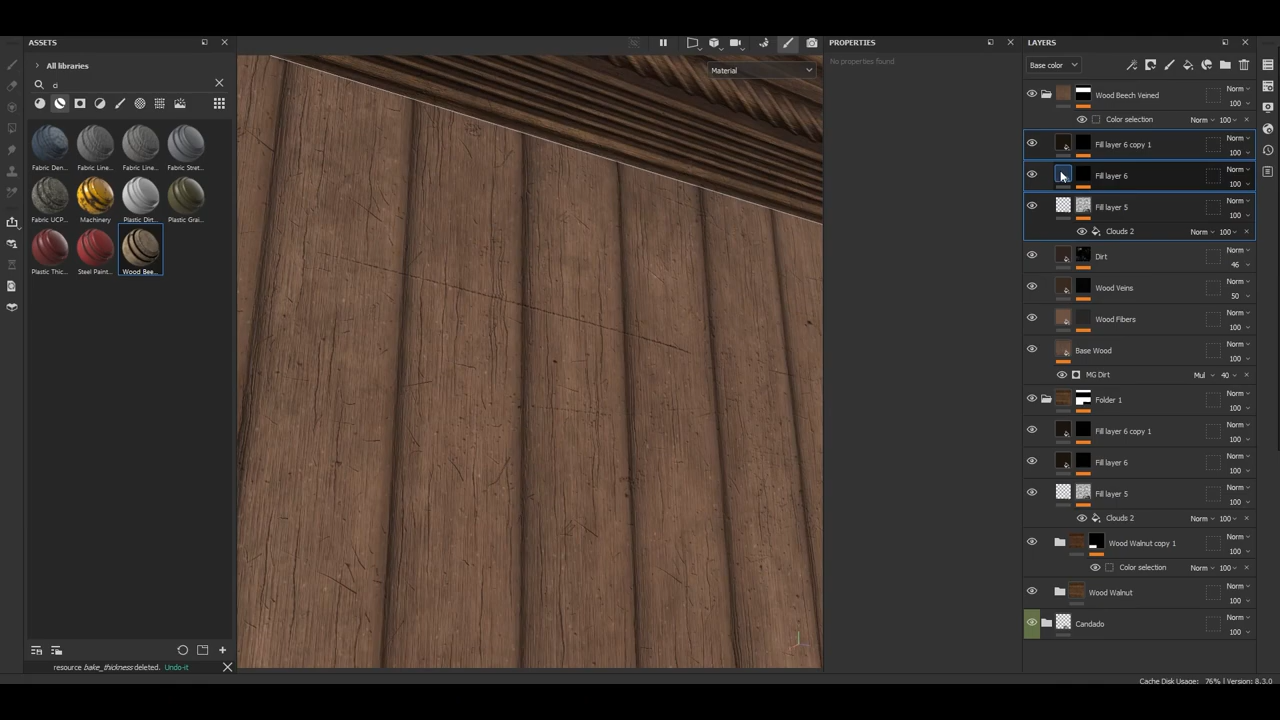 ASSETS
All libraries
ci
Fabric Den...
Fabric Line...
Fabric Line...
Fabric Stret...
Fabric UCP...
Machinery
Plastic Dirt...
Plastic Grai...
Plastic Thic...
Steel Paint...
Wood Bee...
resource bake_thickness deleted. Undo-it
Material
PROPERTIES
No properties found
LAYERS
Base color
Wood Beech Veined Norm 100
Color selection Norm 100
Fill layer 6 copy 1 Norm 100
Fill layer 6 Norm 100
Fill layer 5 Norm 100
Clouds 2 Norm 100
Dirt Norm 46
Wood Veins Norm 50
Wood Fibers Norm 100
Base Wood Norm 100
MG Dirt Mul 40
Folder 1 Norm 100
Fill layer 6 copy 1 Norm 100
Fill layer 6 Norm 100
Fill layer 5 Norm 100
Clouds 2 Norm 100
Wood Walnut copy 1 Norm 100
Color selection Norm 100
Wood Walnut Norm 100
Candado Norm 100
Cache Disk Usage: 76% | Version: 8.3.0